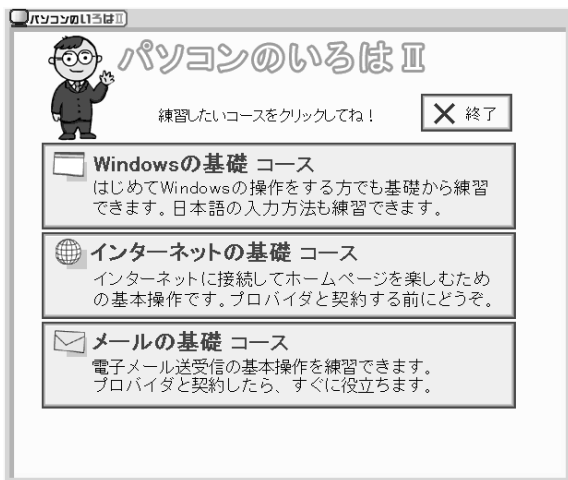 パソコンのいろはⅡ
パソコンのいろはⅡ
練習したいコースをクリックしてね！
終了
Windowsの基礎 コース
はじめてWindowsの操作をする方でも基礎から練習
できます。日本語の入力方法も練習できます。
インターネットの基礎 コース
インターネットに接続してホームページを楽しむため
の基本操作です。プロバイダと契約する前にどうぞ。
メールの基礎 コース
電子メール送受信の基本操作を練習できます。
プロバイダと契約したら、すぐに役立ちます。